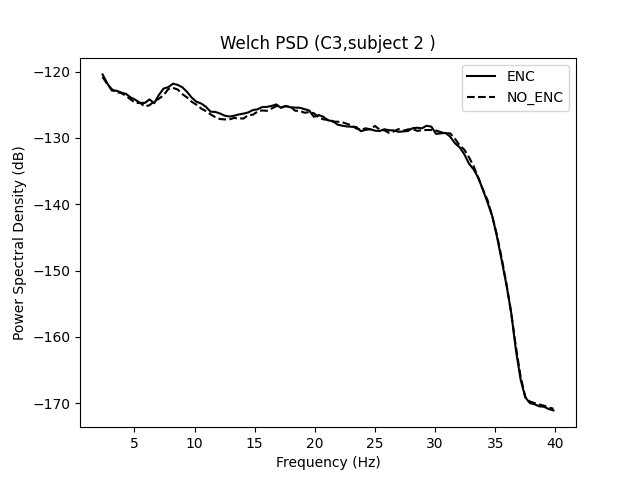 Welch PSD (C3,subject 2 )
ENC
NO_ENC
Power Spectral Density (dB)
−120
−130
−140
−150
−160
−170
5 10 15 20 25 30 35 40
Frequency (Hz)